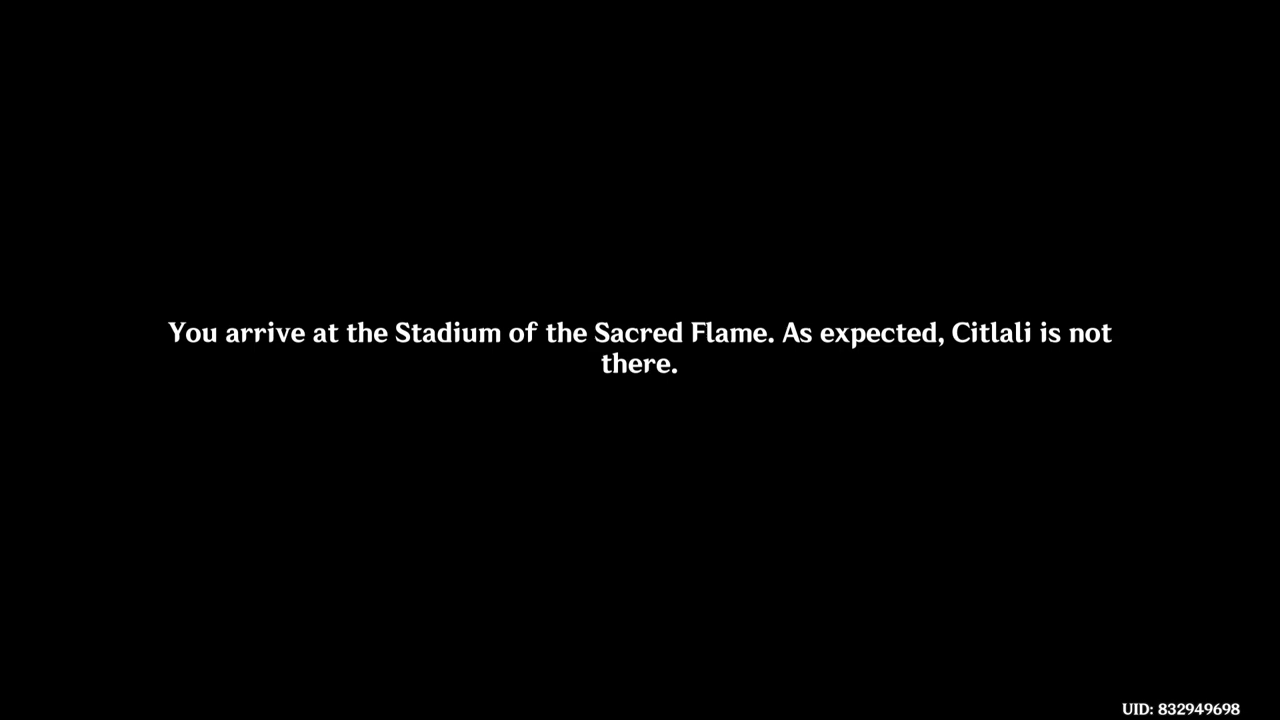 You arrive at the Stadium of the Sacred Flame. As expected, Citlali is not
there.
UID: 832949698